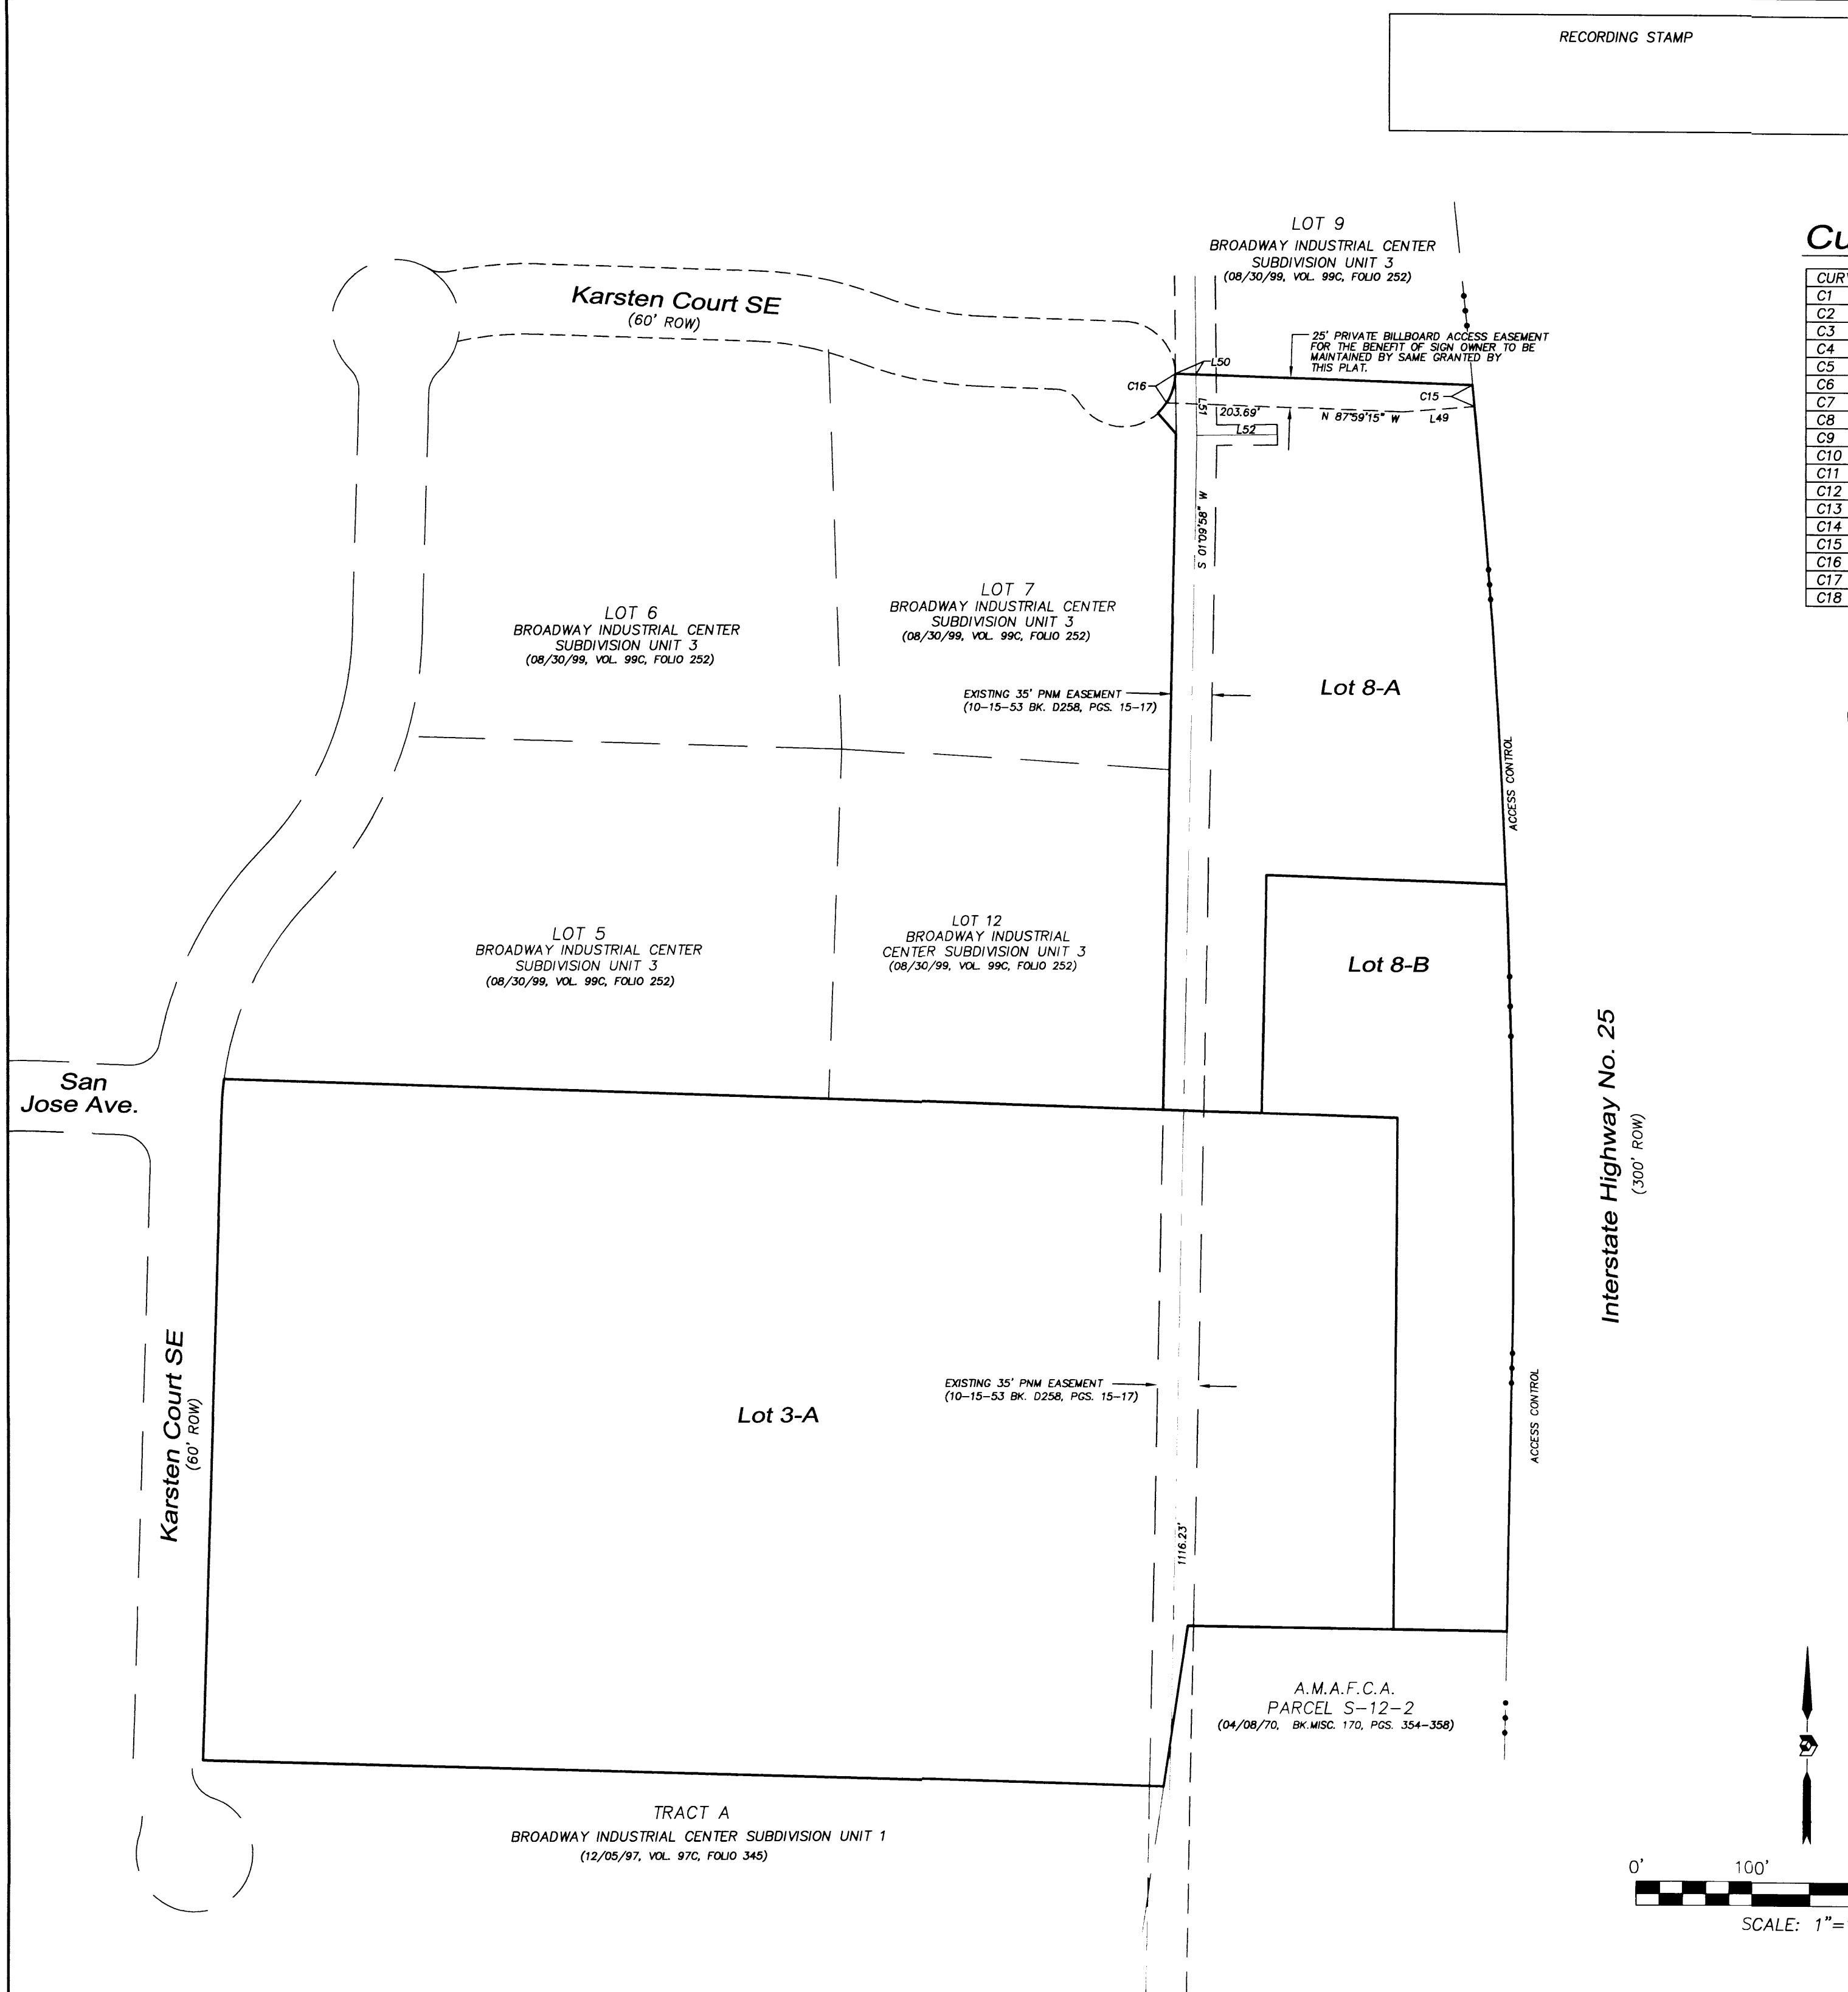 RECORDING STAMP
LOT 9
BROADWAY INDUSTRIAL CENTER
SUBDIVISION UNIT 3
(08/30/99, VOL. 99C, FOLIO 252)
Cu
CUR
C1
C2
C3
C4
C5
C6
C7
C8
C9
C10
C11
C12
C13
C14
C15
C16
C17
C18
Karsten Court SE
(60' ROW)
25' PRIVATE BILLBOARD ACCESS EASEMENT
FOR THE BENEFIT OF SIGN OWNER TO BE
MAINTAINED BY SAME GRANTED BY
THIS PLAT.
L50
C16
C15
L51
203.69'
N 87°59'15" W
L49
L52
S 01°09'58" W
LOT 6
BROADWAY INDUSTRIAL CENTER
SUBDIVISION UNIT 3
(08/30/99, VOL. 99C, FOLIO 252)
LOT 7
BROADWAY INDUSTRIAL CENTER
SUBDIVISION UNIT 3
(08/30/99, VOL. 99C, FOLIO 252)
EXISTING 35' PNM EASEMENT
(10-15-53 BK. D258, PGS. 15-17)
Lot 8-A
ACCESS CONTROL
LOT 5
BROADWAY INDUSTRIAL CENTER
SUBDIVISION UNIT 3
(08/30/99, VOL. 99C, FOLIO 252)
LOT 12
BROADWAY INDUSTRIAL
CENTER SUBDIVISION UNIT 3
(08/30/99, VOL. 99C, FOLIO 252)
Lot 8-B
San
Jose Ave.
Interstate Highway No. 25
(300' ROW)
Karsten Court SE
(60' ROW)
EXISTING 35' PNM EASEMENT
(10-15-53 BK. D258, PGS. 15-17)
Lot 3-A
ACCESS CONTROL
1116.23'
A.M.A.F.C.A.
PARCEL S-12-2
(04/08/70, BK.MISC. 170, PGS. 354-358)
TRACT A
BROADWAY INDUSTRIAL CENTER SUBDIVISION UNIT 1
(12/05/97, VOL. 97C, FOLIO 345)
0' 100'
SCALE: 1"=